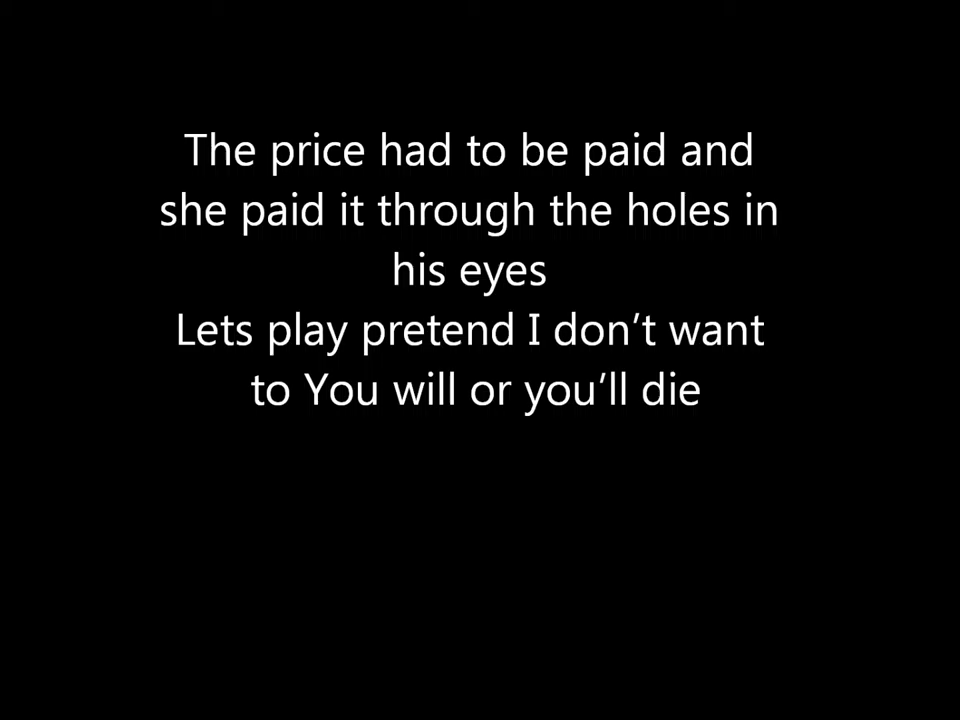 The price had to be paid and
she paid it through the holes in
his eyes
Lets play pretend I don’t want
to You will or you’ll die